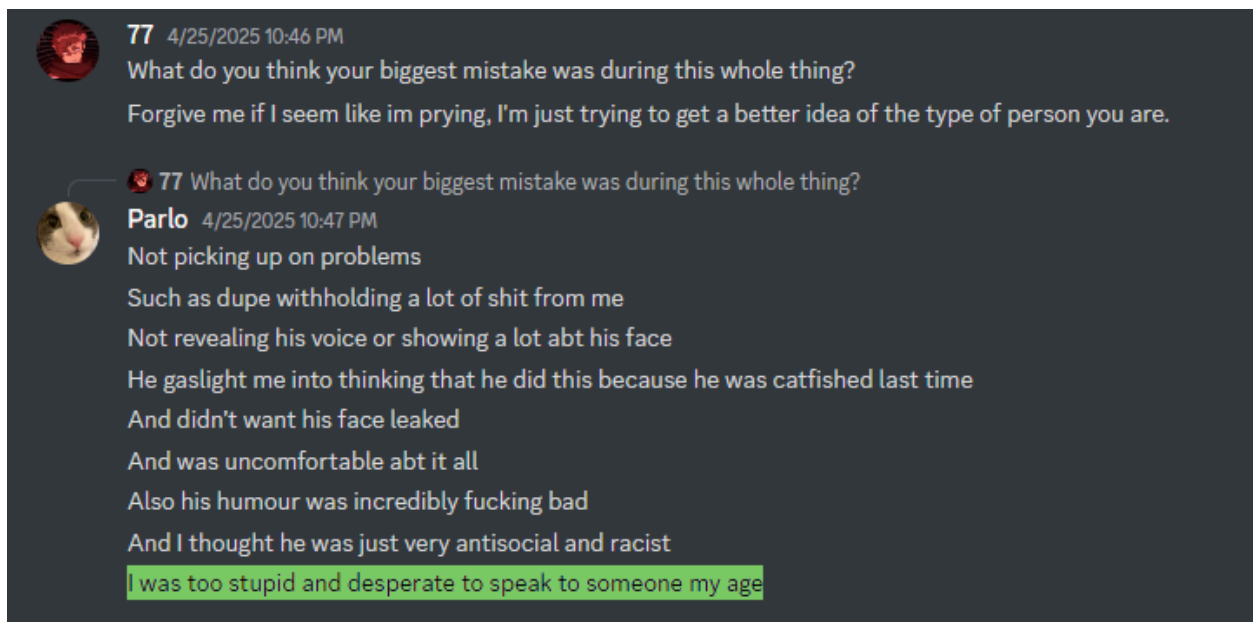 77 4/25/2025 10:46 PM
What do you think your biggest mistake was during this whole thing?
Forgive me if I seem like im prying, I'm just trying to get a better idea of the type of person you are.
77 What do you think your biggest mistake was during this whole thing?
Parlo 4/25/2025 10:47 PM
Not picking up on problems
Such as dupe withholding a lot of shit from me
Not revealing his voice or showing a lot abt his face
He gaslight me into thinking that he did this because he was catfished last time
And didn't want his face leaked
And was uncomfortable abt it all
Also his humour was incredibly fucking bad
And I thought he was just very antisocial and racist
I was too stupid and desperate to speak to someone my age